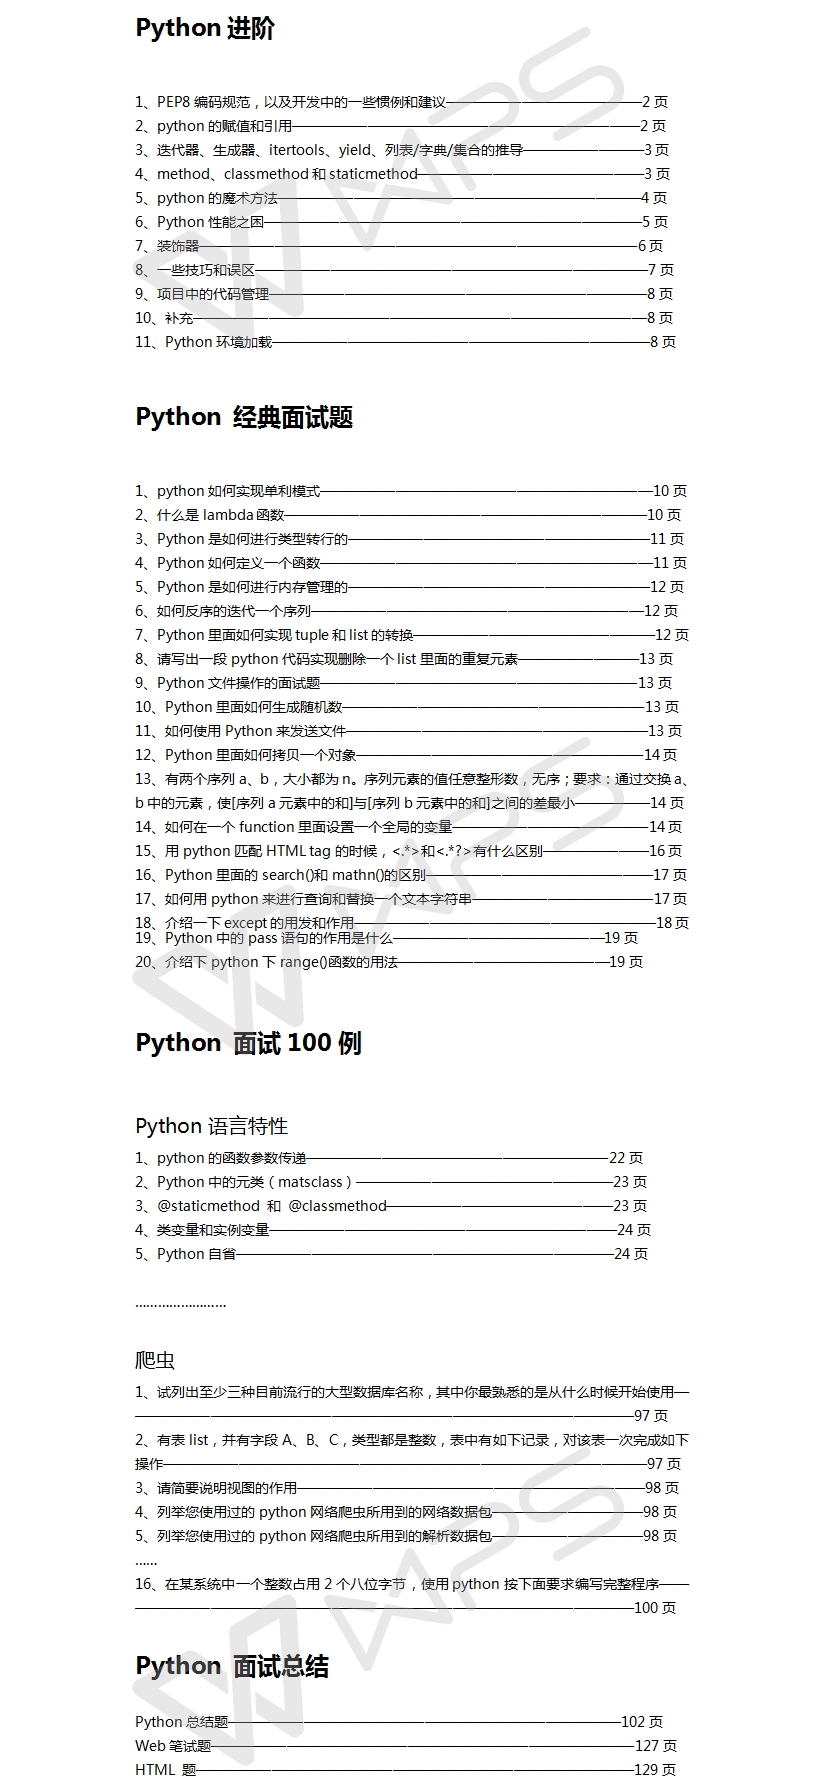 Python 进阶
1、PEP8 编码规范，以及开发中的一些惯例和建议——————————————2 页
2、python 的赋值和引用—————————————————————————2 页
3、迭代器、生成器、itertools、yield、列表/字典/集合的推导————————3 页
4、method、classmethod 和 staticmethod————————————————3 页
5、python 的魔术方法——————————————————————————4 页
6、Python 性能之困———————————————————————————5 页
7、装饰器———————————————————————————————6 页
8、一些技巧和误区————————————————————————————7 页
9、项目中的代码管理———————————————————————————8 页
10、补充————————————————————————————————8 页
11、Python 环境加载———————————————————————————8 页
Python 经典面试题
1、python 如何实现单利模式———————————————————————10 页
2、什么是 lambda 函数——————————————————————————10 页
3、Python 是如何进行类型转行的—————————————————————11 页
4、Python 如何定义一个函数———————————————————————11 页
5、Python 是如何进行内存管理的—————————————————————12 页
6、如何反序的迭代一个序列————————————————————————12 页
7、Python 里面如何实现 tuple 和 list 的转换————————————————12 页
8、请写出一段 python 代码实现删除一个 list 里面的重复元素————————13 页
9、Python 文件操作的面试题——————————————————————13 页
10、Python 里面如何生成随机数—————————————————————13 页
11、如何使用 Python 来发送文件————————————————————13 页
12、Python 里面如何拷贝一个对象———————————————————14 页
13、有两个序列 a、b，大小都为 n。序列元素的值任意整形数，无序；要求：通过交换 a、
b 中的元素，使[序列 a 元素中的和]与[序列 b 元素中的和]之间的差最小—————14 页
14、如何在一个 function 里面设置一个全局的变量—————————————14 页
15、用 python 匹配 HTML tag 的时候，<.*>和<.*?>有什么区别———————16 页
16、Python 里面的 search()和 mathn()的区别———————————————17 页
17、如何用 python 来进行查询和替换一个文本字符串————————————17 页
18、介绍一下 except 的用发和作用————————————————————18 页
19、Python 中的 pass 语句的作用是什么——————————————19 页
20、介绍下 python 下 range()函数的用法——————————————19 页
Python 面试 100 例
Python 语言特性
1、python 的函数参数传递————————————————————22 页
2、Python 中的元类（matsclass）—————————————————23 页
3、@staticmethod 和 @classmethod———————————————23 页
4、类变量和实例变量———————————————————————24 页
5、Python 自省—————————————————————————24 页
……………………
爬虫
1、试列出至少三种目前流行的大型数据库名称，其中你最熟悉的是从什么时候开始使用—
—————————————————————————————————97 页
2、有表 list，并有字段 A、B、C，类型都是整数，表中有如下记录，对该表一次完成如下
操作————————————————————————————————97 页
3、请简要说明视图的作用———————————————————————98 页
4、列举您使用过的 python 网络爬虫所用到的网络数据包——————————98 页
5、列举您使用过的 python 网络爬虫所用到的解析数据包——————————98 页
……
16、在某系统中一个整数占用 2 个八位字节，使用 python 按下面要求编写完整程序——
—————————————————————————————————100 页
Python 面试总结
Python 总结题——————————————————————————102 页
Web 笔试题————————————————————————————127 页
HTML 题—————————————————————————————129 页
WPS
WPS
WPS